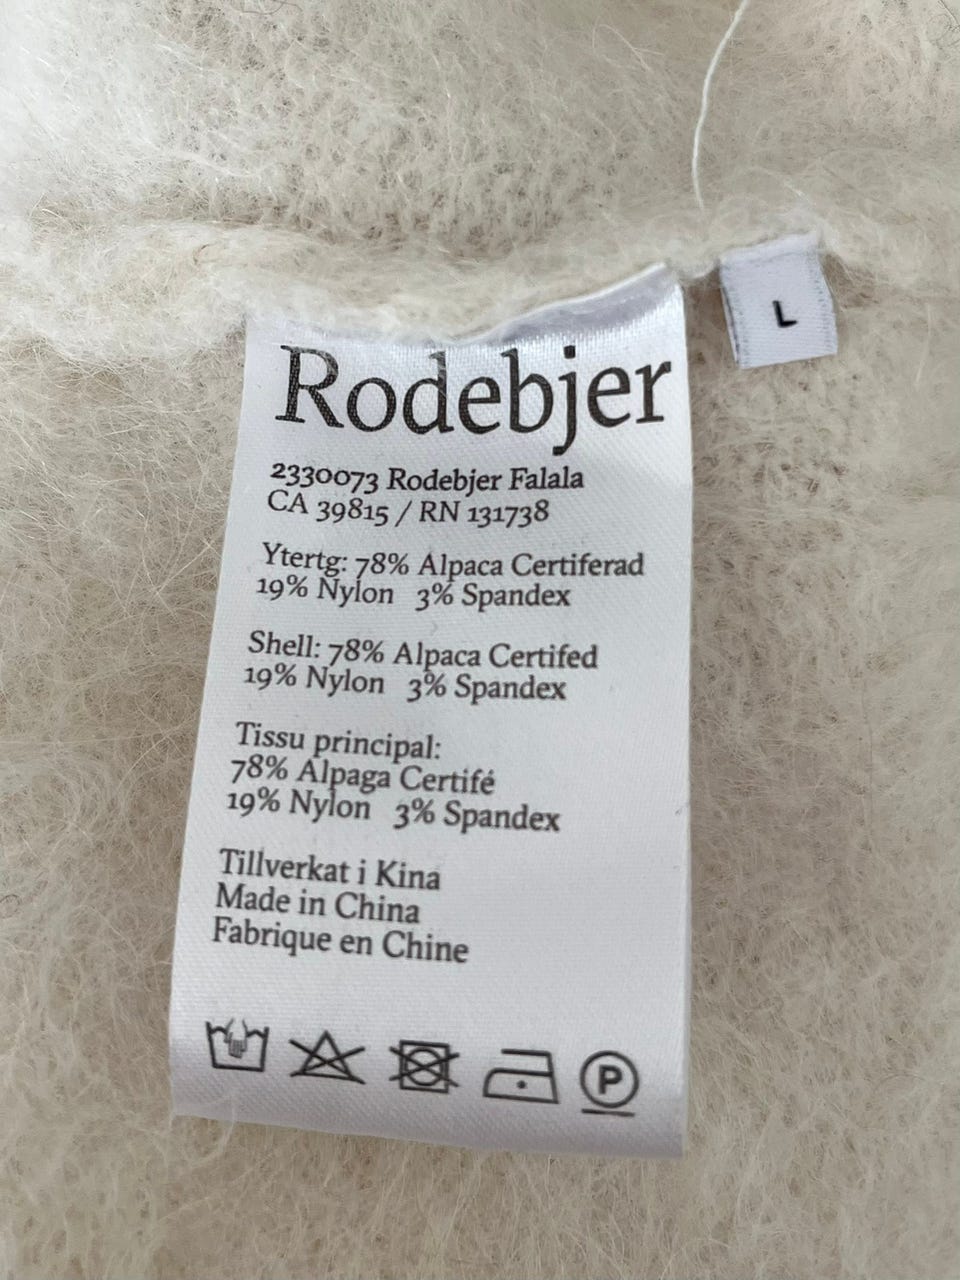 Rodebjer
L
2330073 Rodebjer Falala
CA 39815 / RN 131738
Ytertg: 78% Alpaca Certiferad
19% Nylon 3% Spandex
Shell: 78% Alpaca Certifed
19% Nylon 3% Spandex
Tissu principal:
78% Alpaga Certifé
19% Nylon 3% Spandex
Tillverkat i Kina
Made in China
Fabrique en Chine
P